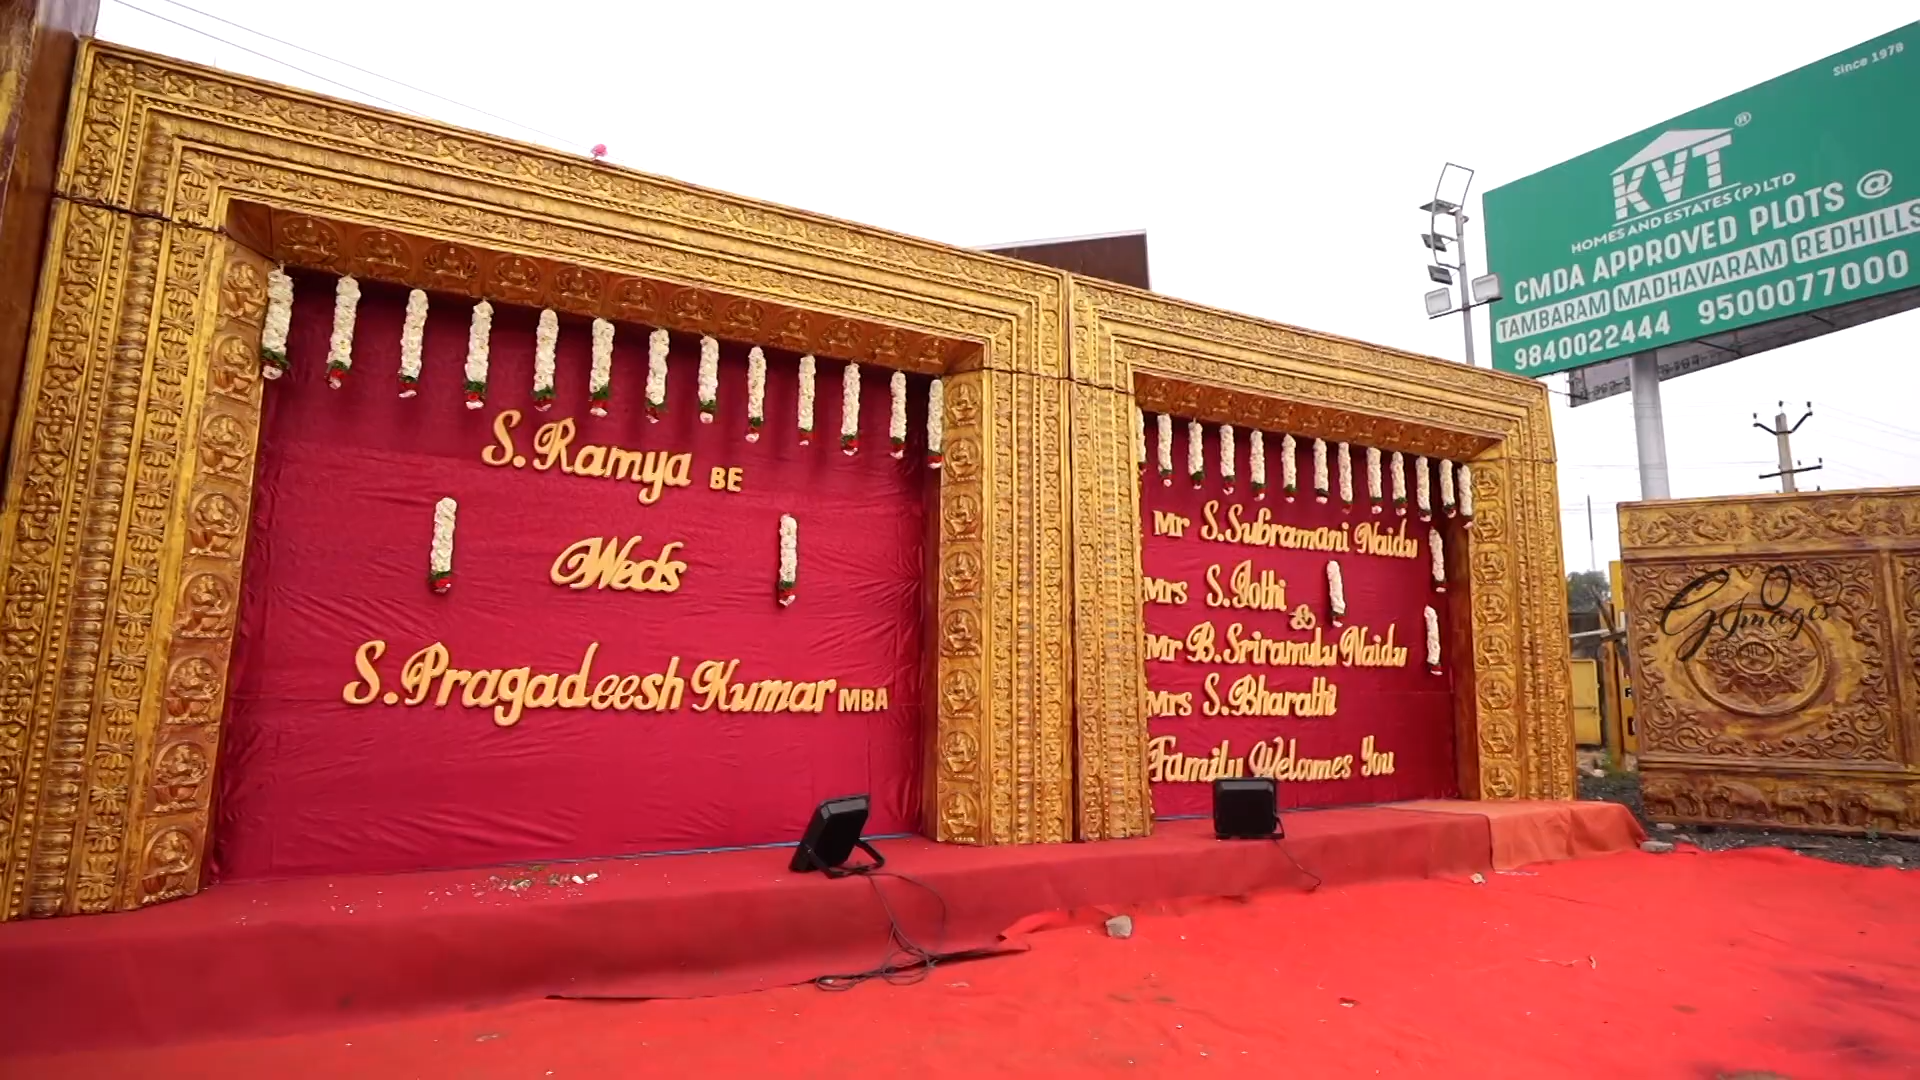 S.Ramya BE
Weds
S.Pragadeesh Kumar MBA
Mr S.Subramani Naidu
Mrs S.Jothi
&
Mr B.Sriramulu Naidu
Mrs S.Bharathi
Family Welcomes You
Since 1978
KVT ®
HOMES AND ESTATES (P) LTD
CMDA APPROVED PLOTS @
TAMBARAM MADHAVARAM REDHILLS
9840022444 9500077000
G Images
REDHILLS